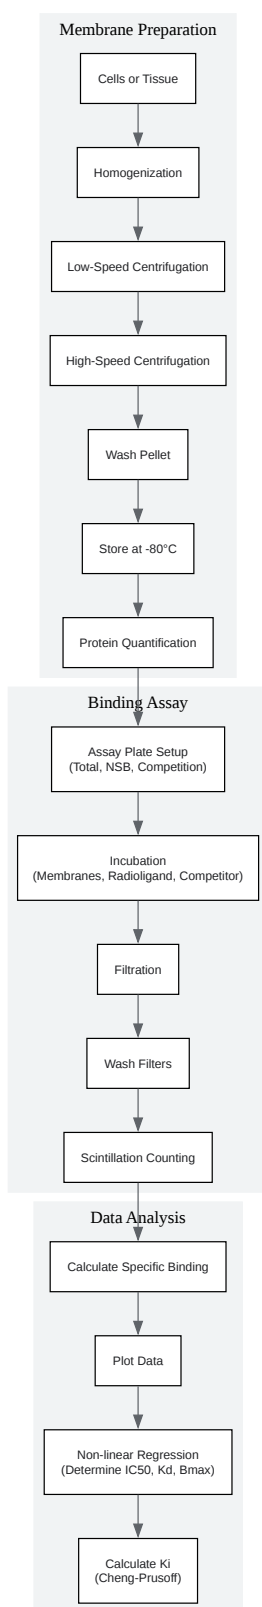 Membrane Preparation
Cells or Tissue
Homogenization
Low-Speed Centrifugation
High-Speed Centrifugation
Wash Pellet
Store at -80°C
Protein Quantification
Binding Assay
Assay Plate Setup
(Total, NSB, Competition)
Incubation
(Membranes, Radioligand, Competitor)
Filtration
Wash Filters
Scintillation Counting
Data Analysis
Calculate Specific Binding
Plot Data
Non-linear Regression
(Determine IC50, Kd, Bmax)
Calculate Ki
(Cheng-Prusoff)